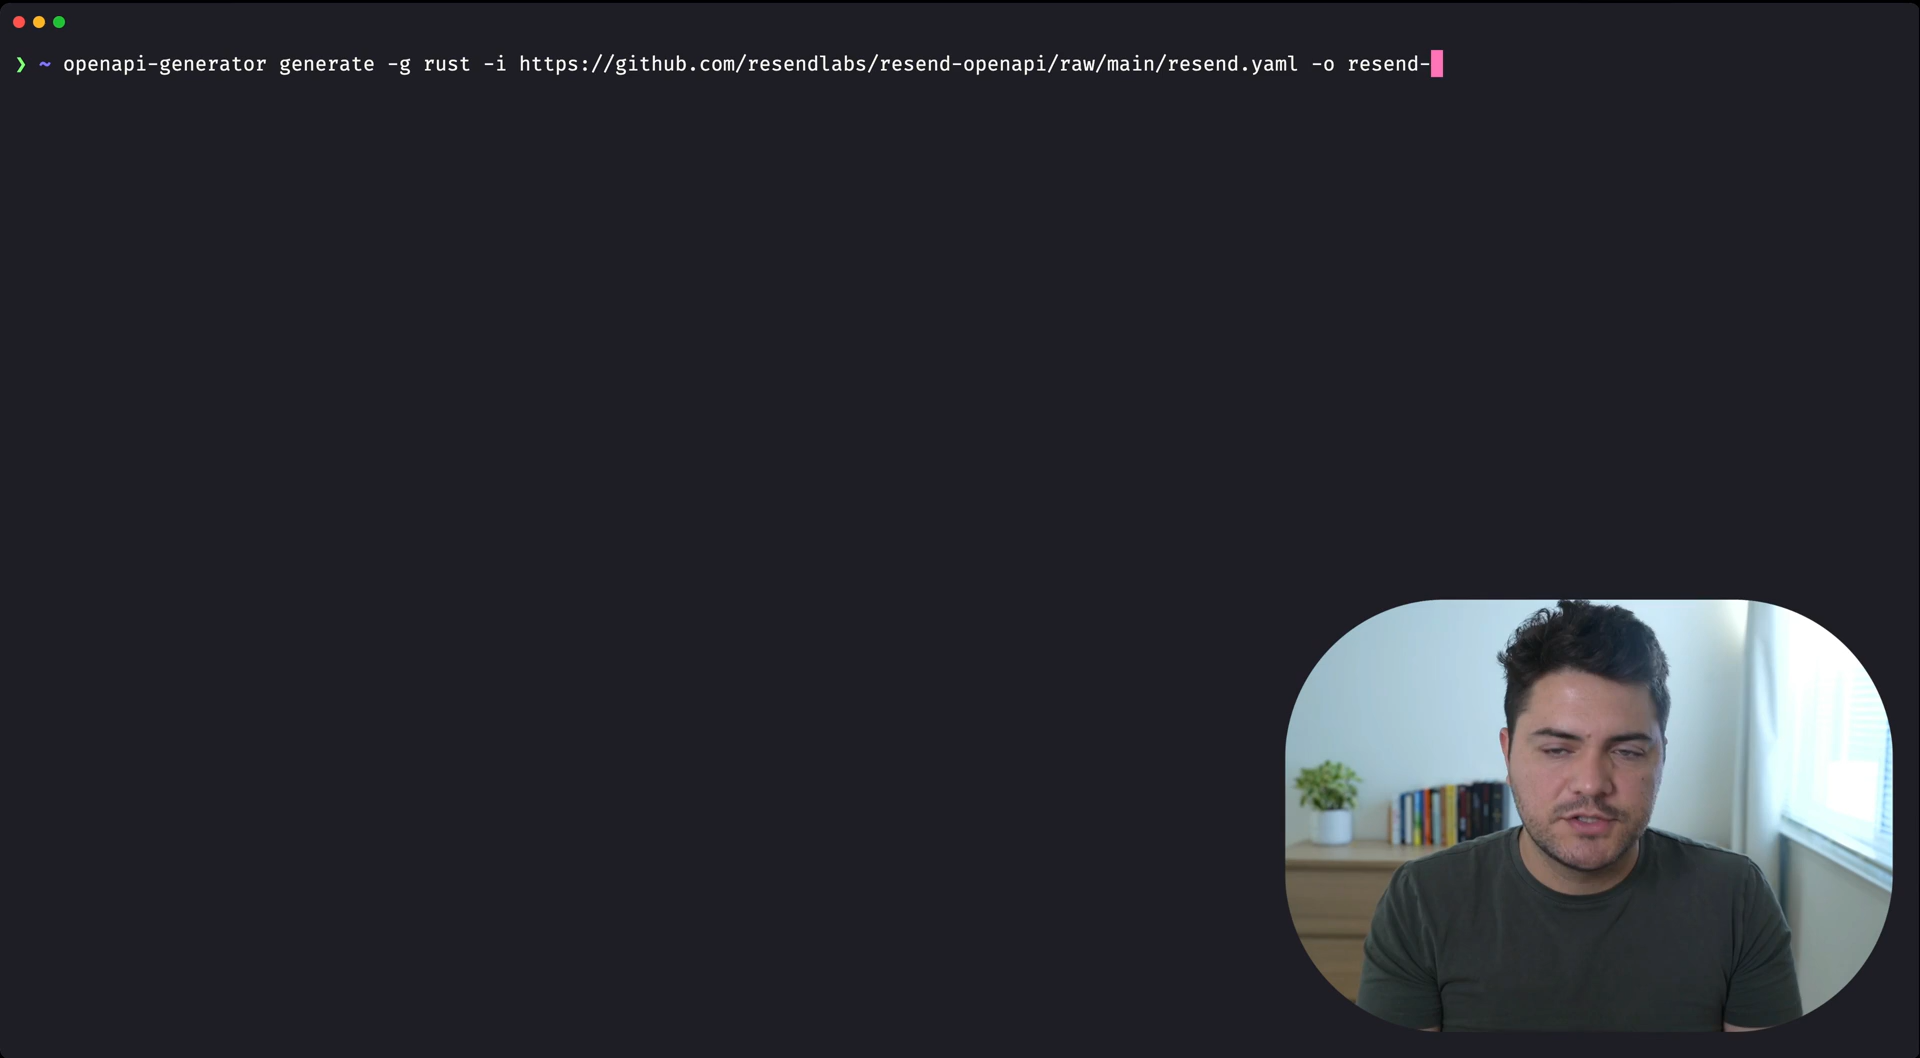 ❯ ~ openapi-generator generate -g rust -i https://github.com/resendlabs/resend-openapi/raw/main/resend.yaml -o resend-